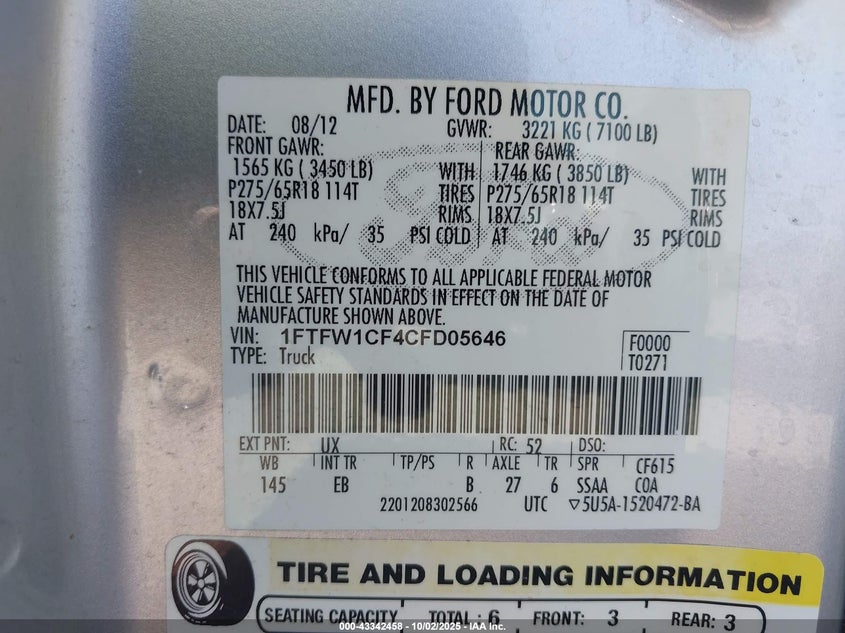 MFD. BY FORD MOTOR CO.
DATE: 08/12 GVWR: 3221 KG ( 7100 LB)
FRONT GAWR: REAR GAWR:
1565 KG ( 3450 LB) WITH 1746 KG ( 3850 LB) WITH
P275/65R18 114T TIRES P275/65R18 114T TIRES
18X7.5J RIMS 18X7.5J RIMS
AT 240 kPa/ 35 PSI COLD AT 240 kPa/ 35 PSI COLD
Ford
THIS VEHICLE CONFORMS TO ALL APPLICABLE FEDERAL MOTOR
VEHICLE SAFETY STANDARDS IN EFFECT ON THE DATE OF
MANUFACTURE SHOWN ABOVE.
VIN: 1FTFW1CF4CFD05646 F0000
TYPE: Truck T0271
EXT PNT: UX RC: 52 DSO:
WB INT TR TP/PS R AXLE TR SPR CF615
145 EB B 27 6 SSAA COA
2201208302566 UTC ▽5U5A-1520472-BA
TIRE AND LOADING INFORMATION
SEATING CAPACITY TOTAL : 6 FRONT: 3 REAR: 3
000-43342458 - 10/02/2025 - IAA Inc.